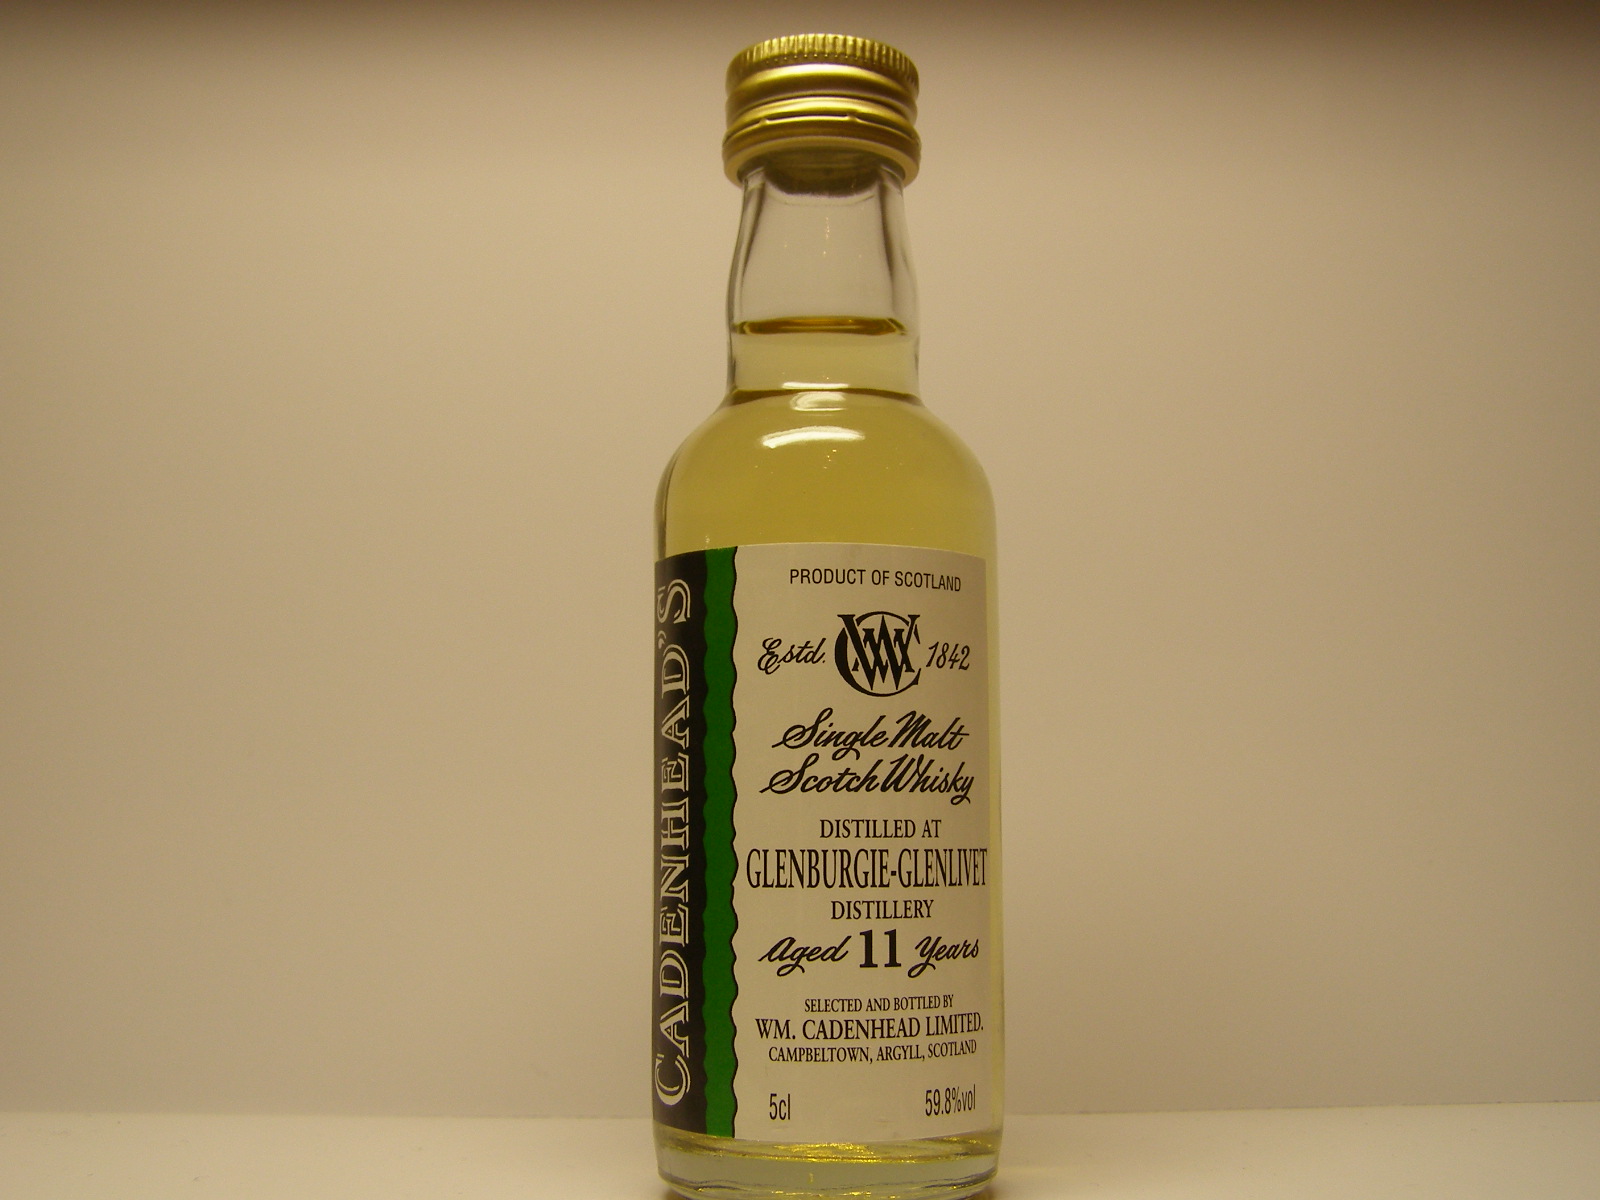 CADENHEAD'S
PRODUCT OF SCOTLAND
Estd. WC 1842
Single Malt
Scotch Whisky
DISTILLED AT
GLENBURGIE-GLENLIVET
DISTILLERY
Aged 11 Years
SELECTED AND BOTTLED BY
WM. CADENHEAD LIMITED.
CAMPBELTOWN, ARGYLL, SCOTLAND
5cl 59.8%vol